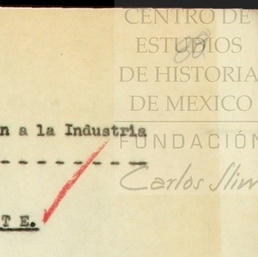 CENTRO DE
ESTUDIOS
DE HISTORIA
DE MEXICO
FUNDACIÓN
Carlos Slim
n a la Industria
- - - - - - - - - -
T E.